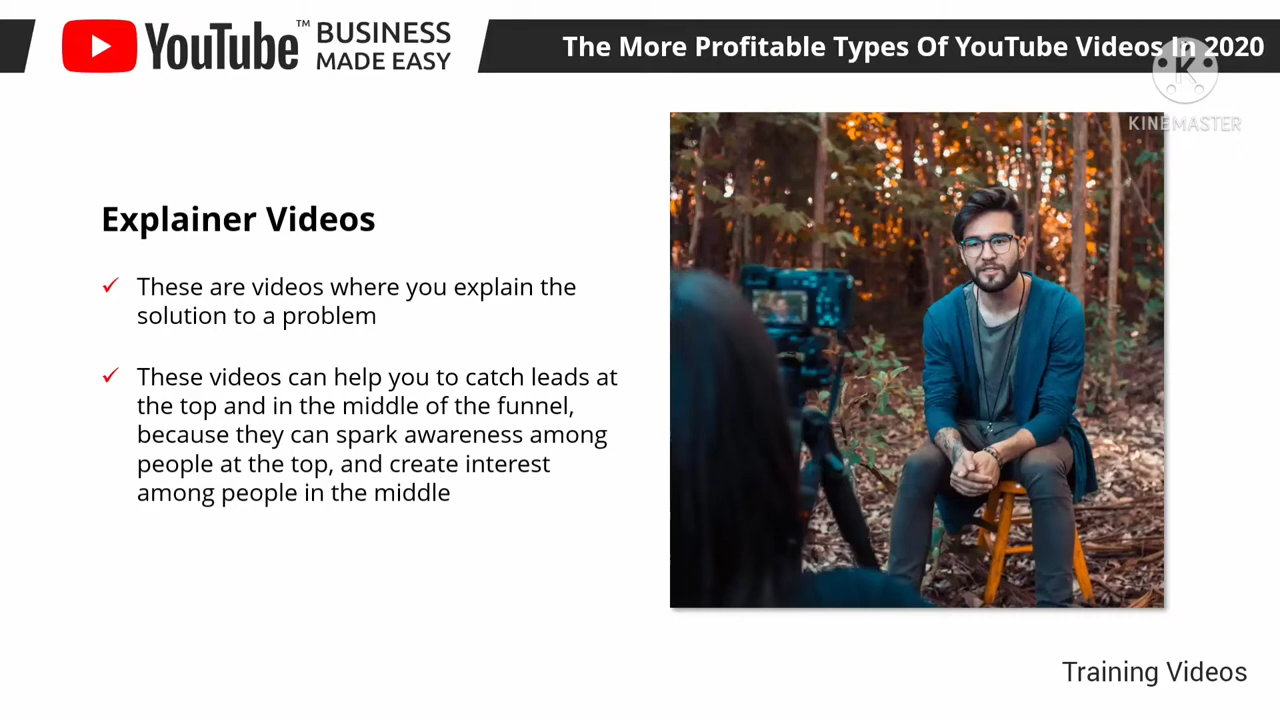 YouTube™ BUSINESS
MADE EASY
The More Profitable Types Of YouTube Videos In 2020
KINEMASTER
Explainer Videos
✓ These are videos where you explain the
solution to a problem
✓ These videos can help you to catch leads at
the top and in the middle of the funnel,
because they can spark awareness among
people at the top, and create interest
among people in the middle
Training Videos